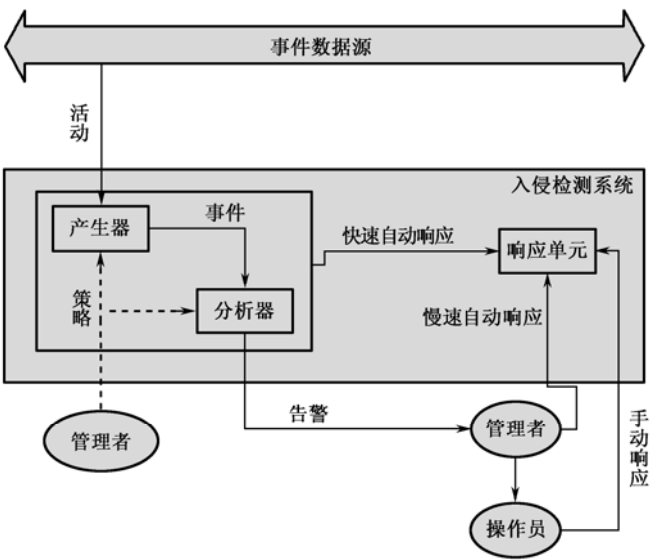 事件数据源
活动
入侵检测系统
产生器
事件
快速自动响应
响应单元
策略
分析器
慢速自动响应
管理者
告警
管理者
手动响应
操作员